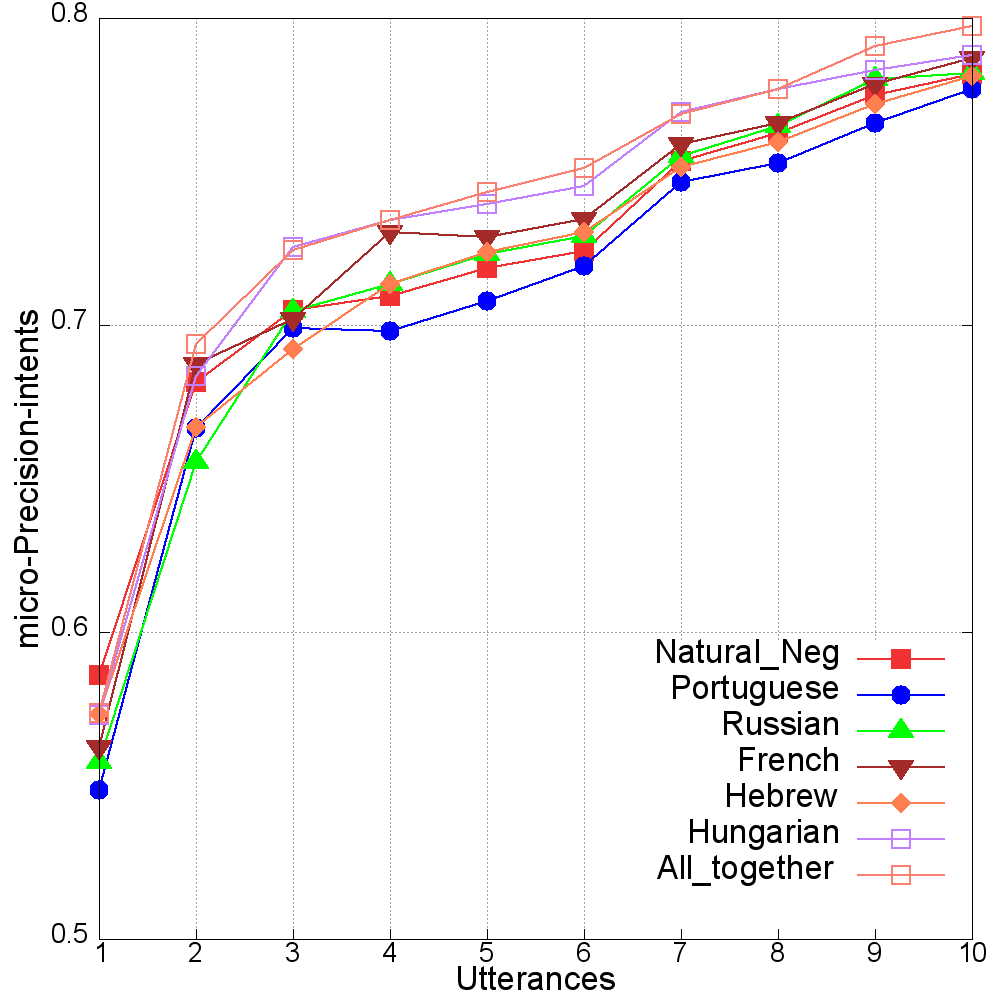 0.8
0.7
0.6
0.5
micro-Precision-intents
Natural_Neg
Portuguese
Russian
French
Hebrew
Hungarian
All_together
1 2 3 4 5 6 7 8 9 10
Utterances